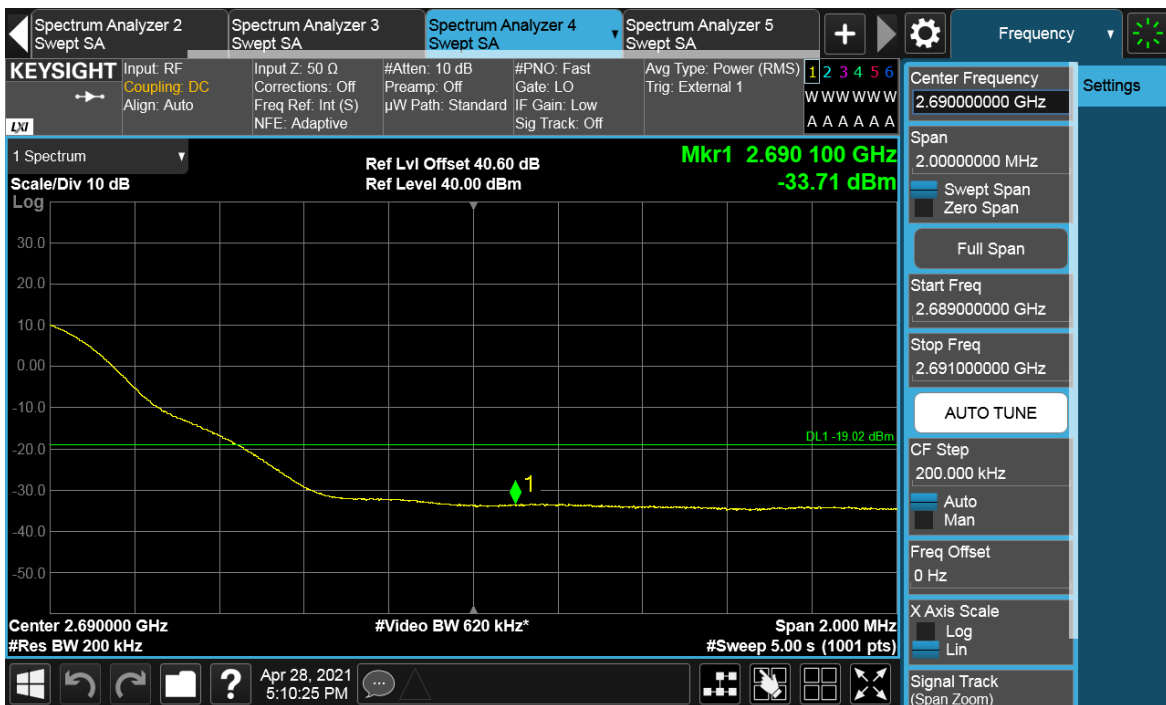 Spectrum Analyzer 2
Swept SA
Spectrum Analyzer 3
Swept SA
Spectrum Analyzer 4
Swept SA
Spectrum Analyzer 5
Swept SA
+
Frequency
KEYSIGHT
LXI
Input: RF
Coupling: DC
Align: Auto
Input Z: 50 Ω
Corrections: Off
Freq Ref: Int (S)
NFE: Adaptive
#Atten: 10 dB
Preamp: Off
µW Path: Standard
#PNO: Fast
Gate: LO
IF Gain: Low
Sig Track: Off
Avg Type: Power (RMS)
Trig: External 1
1 2 3 4 5 6
W W W W W W
A A A A A A
1 Spectrum
Scale/Div 10 dB
Log
Ref Lvl Offset 40.60 dB
Ref Level 40.00 dBm
Mkr1 2.690 100 GHz
-33.71 dBm
30.0
20.0
10.0
0.00
-10.0
-20.0
-30.0
-40.0
-50.0
DL1 -19.02 dBm
1
Center 2.690000 GHz
#Res BW 200 kHz
#Video BW 620 kHz*
Span 2.000 MHz
#Sweep 5.00 s (1001 pts)
?
Apr 28, 2021
5:10:25 PM
Center Frequency
2.690000000 GHz
Span
2.00000000 MHz
Swept Span
Zero Span
Full Span
Start Freq
2.689000000 GHz
Stop Freq
2.691000000 GHz
AUTO TUNE
CF Step
200.000 kHz
Auto
Man
Freq Offset
0 Hz
X Axis Scale
Log
Lin
Signal Track
(Span Zoom)
Settings